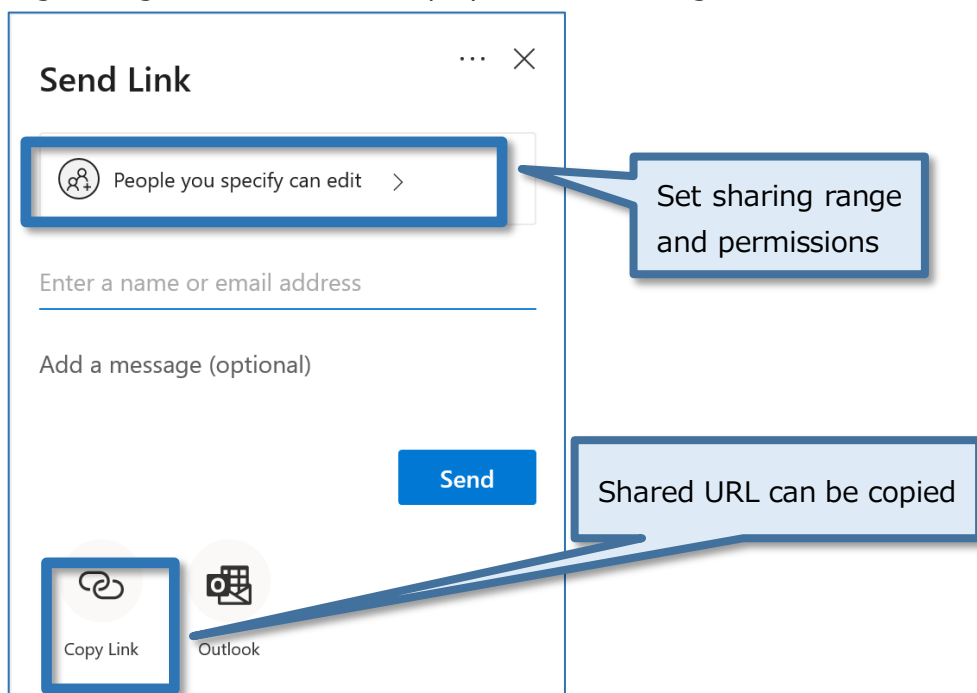 Send Link
...
People you specify can edit >
Set sharing range
and permissions
Enter a name or email address
Add a message (optional)
Send
Shared URL can be copied
Copy Link
Outlook